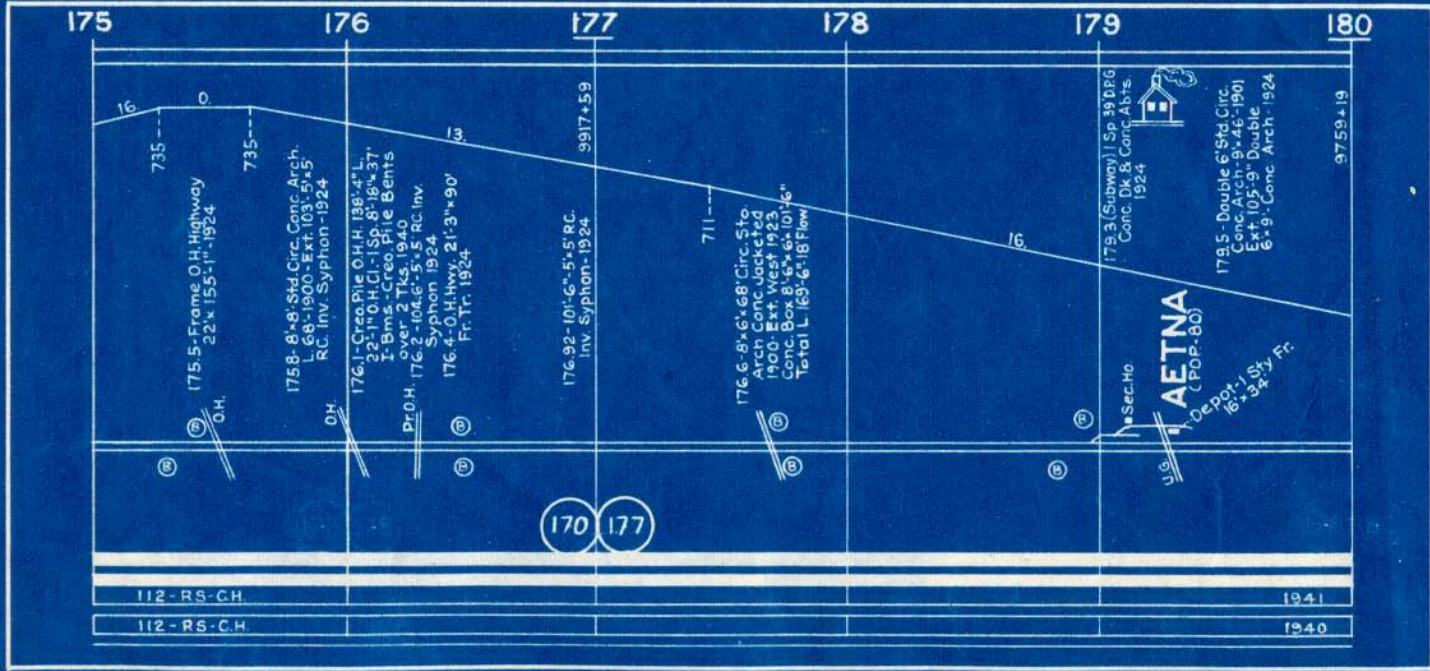 175 176 177 178 179 180
16. 0. 13. 16.
735
735
711
9917+59
9759+19
175.5-Frame O.H. Highway
22'x 155'-1"-1924
175.8-8'x8' Std. Circ. Conc. Arch.
L. 68'-1900-Ext. 103'-5'x5'
RC. Inv. Syphon-1924
176.1-Creo. Pile O.H.H. 138'-4" L.
22'-1" O.H. Cl.-1 Sp. 8'-18"x37'
I-Bms.-Creo. Pile Bents
over 2 Tks. 1940
176.2-104.6'-5'x5' RC. Inv.
Syphon 1924
176.4-O.H. Hwy. 21'-3"x90'
Fr. Tr. 1924
176.92-101'-6"-5'x5' RC.
Inv. Syphon-1924
176.6-8'x6'x68' Circ. Sto.
Arch Conc. Jacketed
1900-Ext. West 1923
Conc. Box 8'-6"x6'x101'-6"
Total L. 169'-6"-18" Flow
179.3 (Subway) 1 Sp 39' D.P.G.
Conc. Dk. & Conc. Abts.
1924
179.5-Double 6' Std. Circ.
Conc. Arch-9'x46'-1901
Ext. 105'-9" Double
6'x9'-Conc. Arch-1924
AETNA
(POP.-80)
Depot-1 Sty Fr.
16'x34'
Sec. Ho
O.H.
O.H.
Pr. O.H.
U.G.
B B B B
B B B B
170 177
112-RS-C.H. 1941
112-RS-C.H. 1940